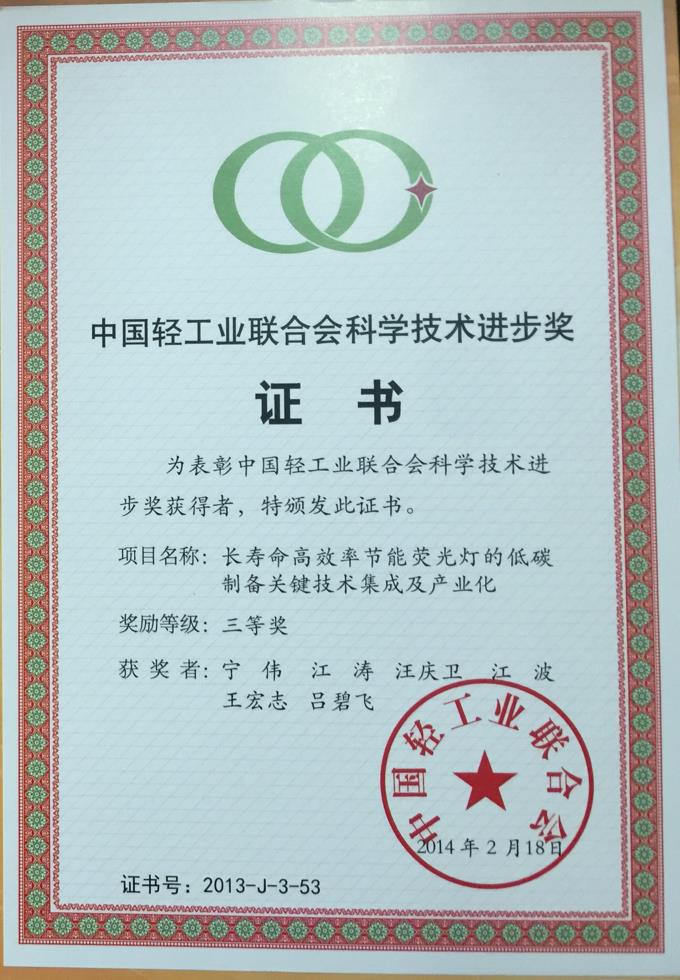 中国轻工业联合会科学技术进步奖
证 书
为表彰中国轻工业联合会科学技术进
步奖获得者，特颁发此证书。
项目名称：长寿命高效率节能荧光灯的低碳
制备关键技术集成及产业化
奖励等级：三等奖
获 奖 者：宁 伟 江 涛 汪庆卫 江 波
王宏志 吕碧飞
中国轻工业联合会
2014 年 2 月18日
证书号：2013-J-3-53